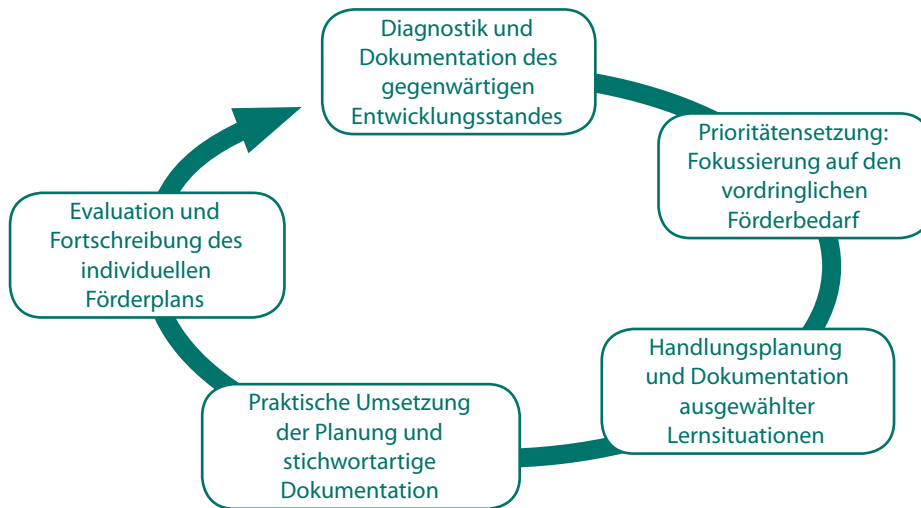 Diagnostik und
Dokumentation des
gegenwärtigen
Entwicklungsstandes
Prioritätensetzung:
Fokussierung auf den
vordringlichen
Förderbedarf
Handlungsplanung
und Dokumentation
ausgewählter
Lernsituationen
Praktische Umsetzung
der Planung und
stichwortartige
Dokumentation
Evaluation und
Fortschreibung des
individuellen
Förderplans